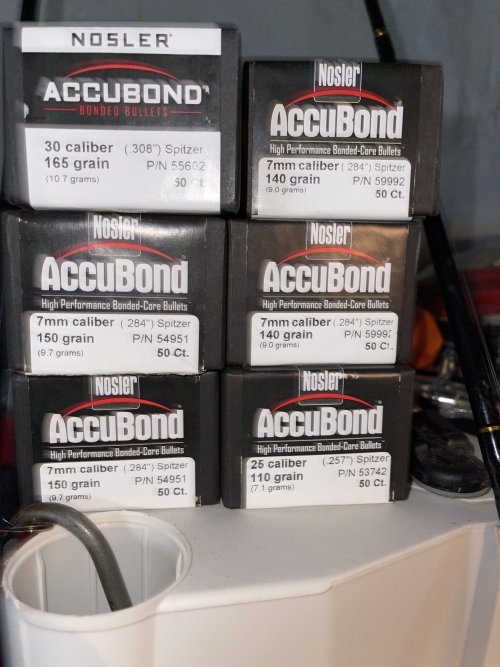 NOSLER
ACCUBOND
BONDED BULLETS
30 caliber (.308") Spitzer
165 grain P/N 55602
(10.7 grams) 50 Ct.
Nosler
AccuBond
High Performance Bonded-Core Bullets
7mm caliber (.284") Spitzer
140 grain P/N 59992
(9.0 grams) 50 Ct.
Nosler
AccuBond
High Performance Bonded-Core Bullets
7mm caliber (.284") Spitzer
150 grain P/N 54951
(9.7 grams) 50 Ct.
Nosler
AccuBond
High Performance Bonded-Core Bullets
7mm caliber (.284") Spitzer
140 grain P/N 59992
(9.0 grams) 50 Ct.
Nosler
AccuBond
High Performance Bonded-Core Bullets
7mm caliber (.284") Spitzer
150 grain P/N 54951
(9.7 grams) 50 Ct.
Nosler
AccuBond
High Performance Bonded-Core Bullets
25 caliber (.257") Spitzer
110 grain P/N 53742
(7.1 grams) 50 Ct.